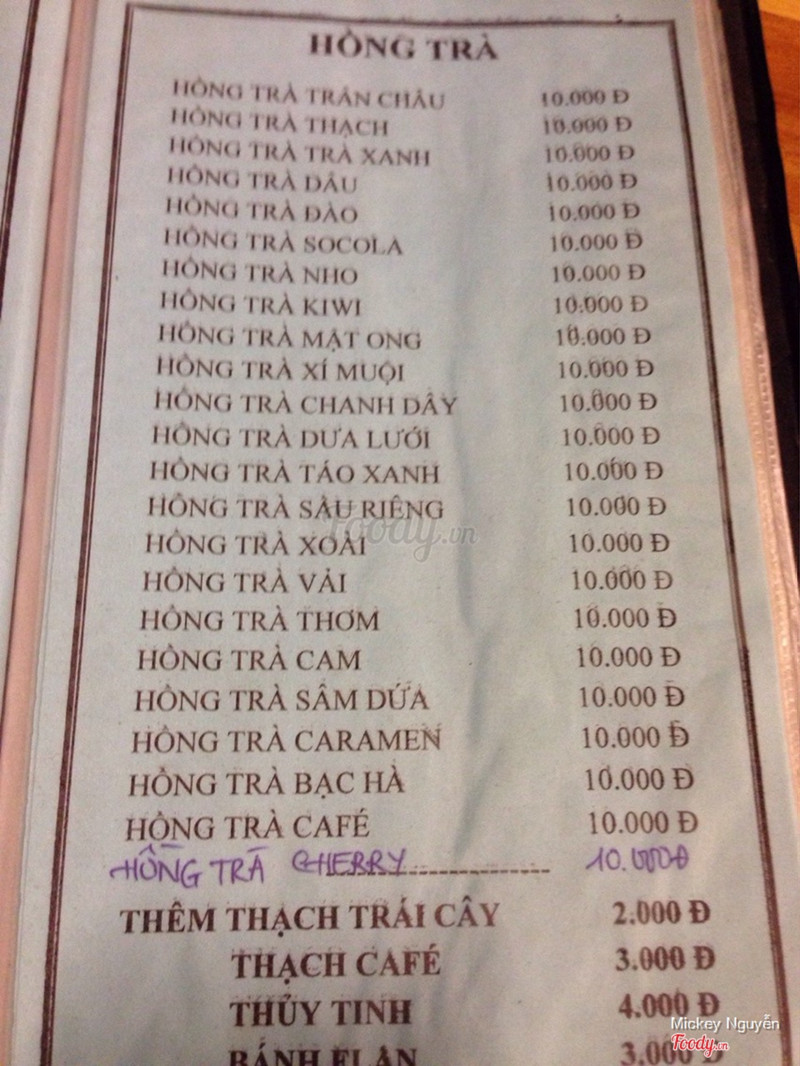 HỒNG TRÀ
HỒNG TRÀ TRÂN CHÂU 10.000 Đ
HỒNG TRÀ THẠCH 10.000 Đ
HỒNG TRÀ TRÀ XANH 10.000 Đ
HỒNG TRÀ DÂU 10.000 Đ
HỒNG TRÀ ĐÀO 10.000 Đ
HỒNG TRÀ SOCOLA 10.000 Đ
HỒNG TRÀ NHO 10.000 Đ
HỒNG TRÀ KIWI 10.000 Đ
HỒNG TRÀ MẬT ONG 10.000 Đ
HỒNG TRÀ XÍ MUỘI 10.000 Đ
HỒNG TRÀ CHANH DÂY 10.000 Đ
HỒNG TRÀ DƯA LƯỚI 10.000 Đ
HỒNG TRÀ TÁO XANH 10.000 Đ
HỒNG TRÀ SẦU RIÊNG 10.000 Đ
HỒNG TRÀ XOÀI 10.000 Đ
Foody.vn
HỒNG TRÀ VẢI 10.000 Đ
HỒNG TRÀ THƠM 10.000 Đ
HỒNG TRÀ CAM 10.000 Đ
HỒNG TRÀ SÂM DỨA 10.000 Đ
HỒNG TRÀ CARAMEN 10.000 Đ
HỒNG TRÀ BẠC HÀ 10.000 Đ
HỒNG TRÀ CAFÉ 10.000 Đ
HỒNG TRÀ CHERRY 10.000Đ
THÊM THẠCH TRÁI CÂY 2.000 Đ
THẠCH CAFÉ 3.000 Đ
THỦY TINH 4.000 Đ
BÁNH FLAN 3.000 Đ
Mickey Nguyễn
Foody.vn